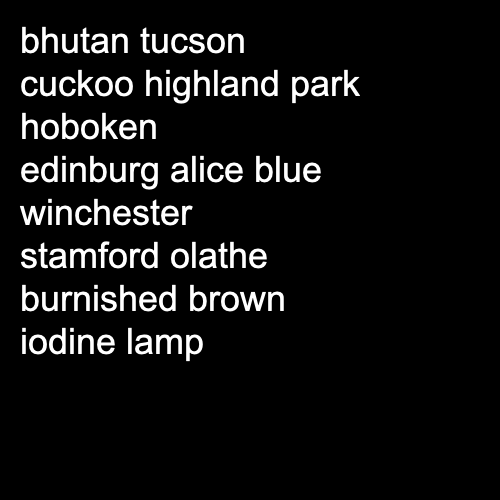 bhutan tucson
cuckoo highland park
hoboken
edinburg alice blue
winchester
stamford olathe
burnished brown
iodine lamp